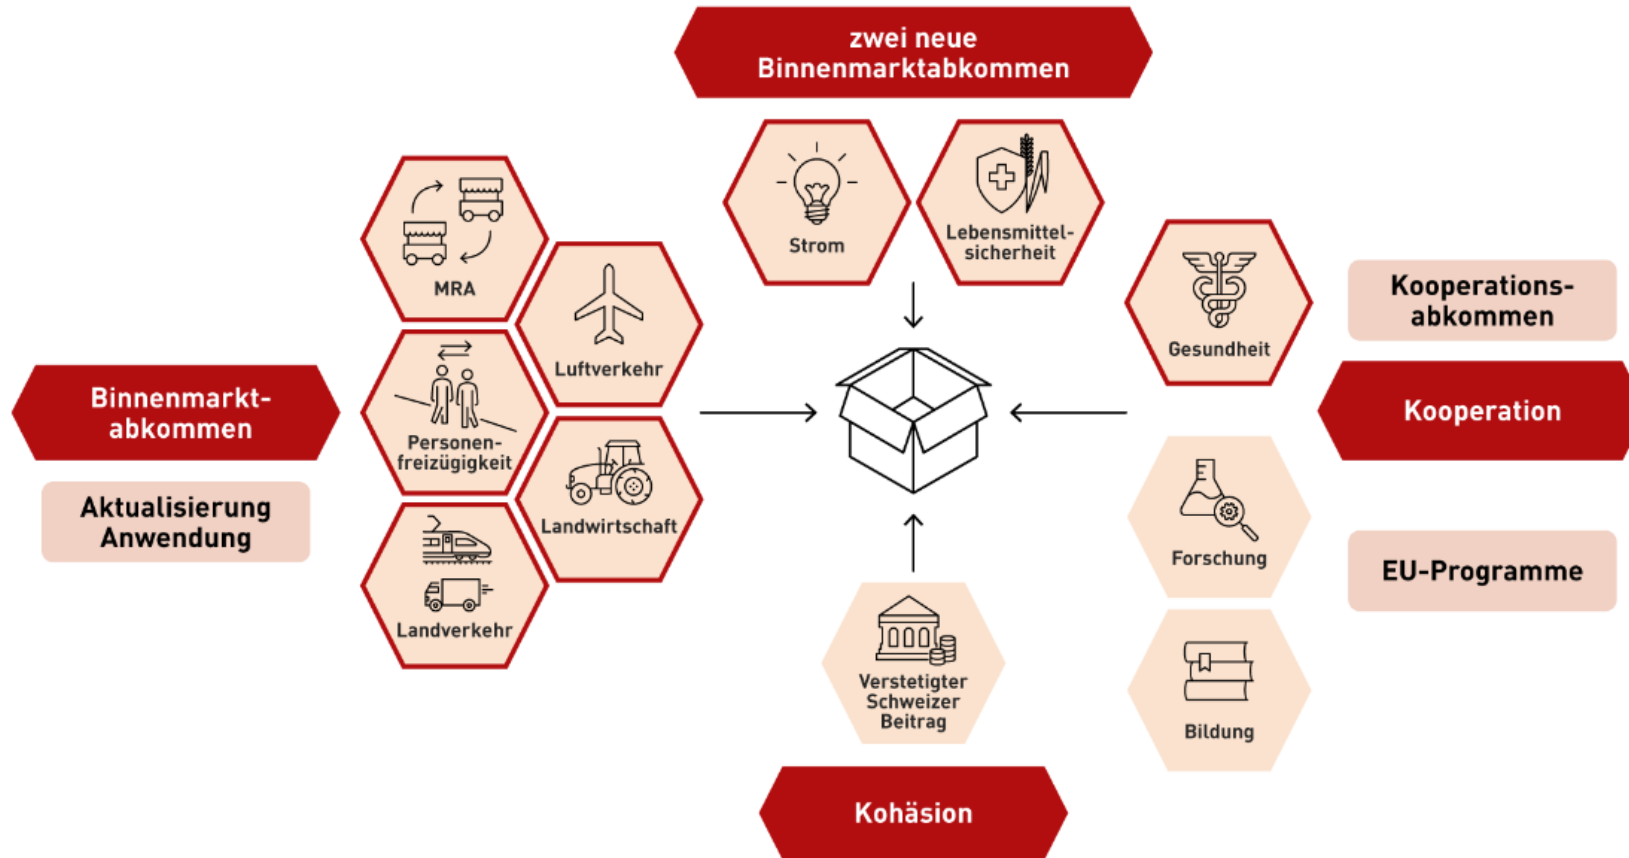 zwei neue
Binnenmarktabkommen
Strom
Lebensmittel-
sicherheit
MRA
Luftverkehr
Personen-
freizügigkeit
Landwirtschaft
Landverkehr
Binnenmarkt-
abkommen
Aktualisierung
Anwendung
Gesundheit
Kooperations-
abkommen
Kooperation
Forschung
EU-Programme
Bildung
Verstetigter
Schweizer
Beitrag
Kohäsion